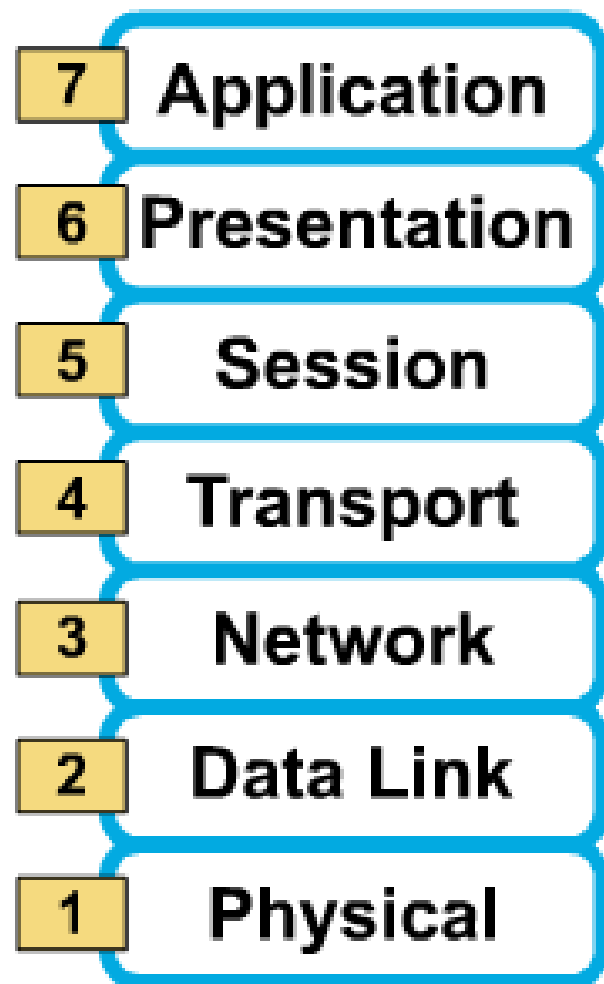 7 Application
6 Presentation
5 Session
4 Transport
3 Network
2 Data Link
1 Physical